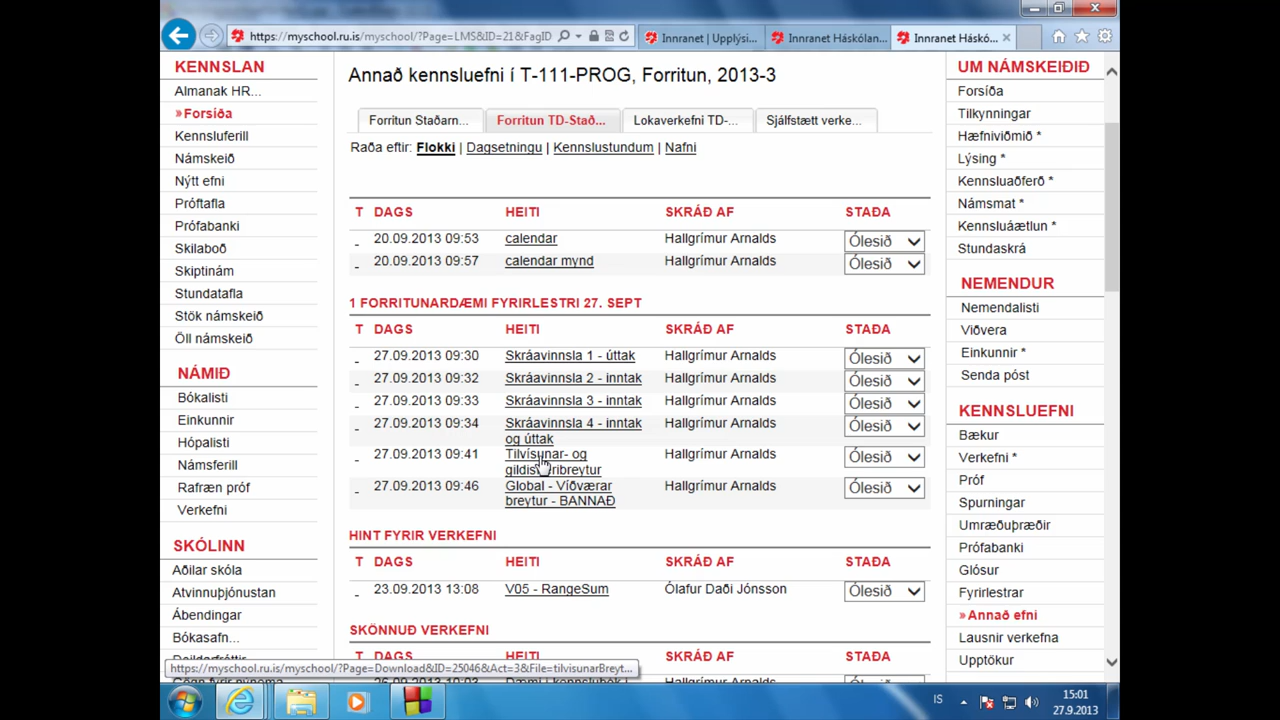 https://myschool.ru.is/myschool/?Page=LMS&ID=21&FagID
Innranet | Upplýsi...
Innranet Háskólan...
Innranet Háskó...
KENNSLAN
Almanak HR...
» Forsíða
Kennsluferill
Námskeið
Nýtt efni
Próftafla
Prófabanki
Skilaboð
Skiptinám
Stundatafla
Stök námskeið
Öll námskeið
NÁMIÐ
Bókalisti
Einkunnir
Hópalisti
Námsferill
Rafræn próf
Verkefni
SKÓLINN
Aðilar skóla
Atvinnuþjónustan
Ábendingar
Bókasafn...
Annað kennsluefni í T-111-PROG, Forritun, 2013-3
Forritun Staðarn...
Forritun TD-Stað...
Lokaverkefni TD-...
Sjálfstætt verke...
Raða eftir: Flokki | Dagsetningu | Kennslustundum | Nafni
T DAGS HEITI SKRÁÐ AF STAÐA
20.09.2013 09:53 calendar Hallgrímur Arnalds Ólesið
20.09.2013 09:57 calendar mynd Hallgrímur Arnalds Ólesið
1 FORRITUNARDÆMI FYRIRLESTRI 27. SEPT
T DAGS HEITI SKRÁÐ AF STAÐA
27.09.2013 09:30 Skráavinnsla 1 - úttak Hallgrímur Arnalds Ólesið
27.09.2013 09:32 Skráavinnsla 2 - inntak Hallgrímur Arnalds Ólesið
27.09.2013 09:33 Skráavinnsla 3 - inntak Hallgrímur Arnalds Ólesið
27.09.2013 09:34 Skráavinnsla 4 - inntak Hallgrímur Arnalds Ólesið
og úttak
27.09.2013 09:41 Tilvísunar- og Hallgrímur Arnalds Ólesið
27.09.2013 09:46 Global - Víðværar Hallgrímur Arnalds Ólesið
breytur - BANNAÐ
HINT FYRIR VERKEFNI
T DAGS HEITI SKRÁÐ AF STAÐA
23.09.2013 13:08 V05 - RangeSum Ólafur Daði Jónsson Ólesið
SKÖNNUÐ VERKEFNI
T DAGS HEITI SKRÁÐ AF STAÐA
UM NÁMSKEIÐIÐ
Forsíða
Tilkynningar
Hæfniviðmið *
Lýsing *
Kennsluaðferð *
Námsmat *
Kennsluáætlun *
Stundaskrá
NEMENDUR
Nemendalisti
Viðvera
Einkunnir *
Senda póst
KENNSLUEFNI
Bækur
Verkefni *
Próf
Spurningar
Umræðuþræðir
Prófabanki
Glósur
Fyrirlestrar
» Annað efni
Lausnir verkefna
Upptökur
https://myschool.ru.is/myschool/?Page=Download&ID=25046&Act=3&File=tilvisunarBreyt...
IS
15:01
27.9.2013